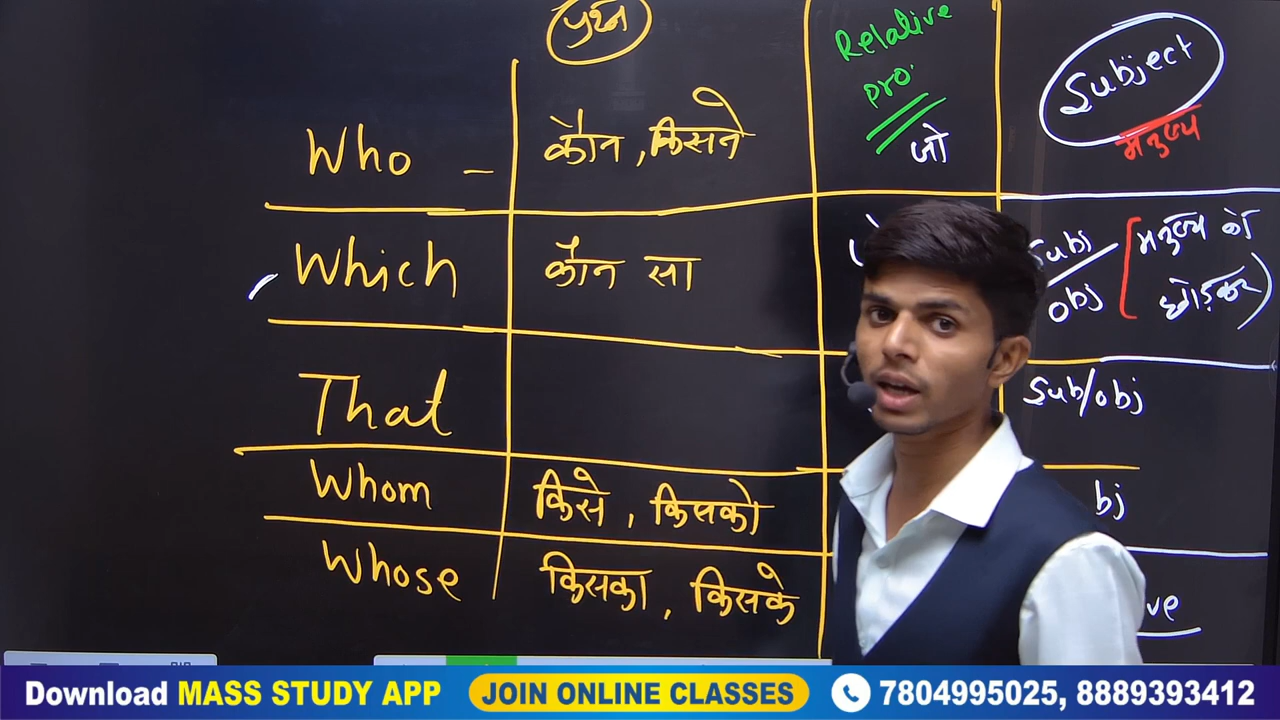 प्रश्न
Relative
pro.
Subject
मनुष्य
Who – कौन, किसने जो
Which कौन सा Subj/obj [मनुष्य को
छोड़कर)
That Sub/obj
Whom किसे, किसको bj
Whose किसका, किसके ve
Download MASS STUDY APP JOIN ONLINE CLASSES 7804995025, 8889393412